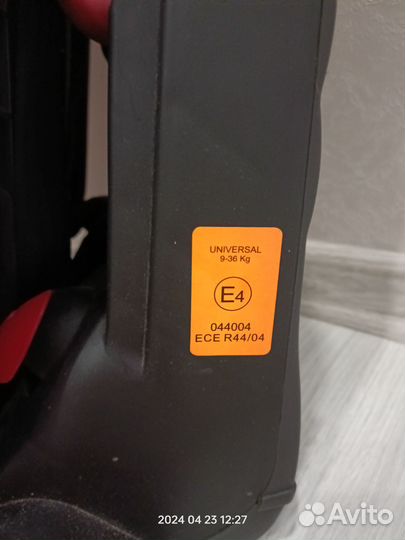 UNIVERSAL
9-36 Kg
E4
044004
ECE R44/04
2024 04 23 12:27
Avito